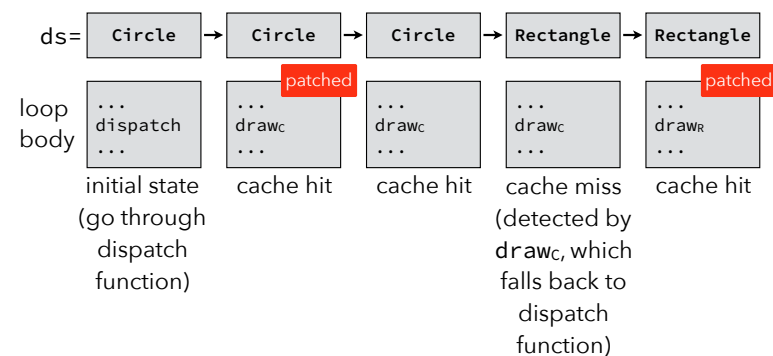 ds= Circle Circle Circle Rectangle Rectangle
patched patched
loop body
...
dispatch
...
...
drawC
...
...
drawC
...
...
drawC
...
...
drawR
...
initial state
(go through
dispatch
function)
cache hit
cache hit
cache miss
(detected by
drawC, which
falls back to
dispatch
function)
cache hit